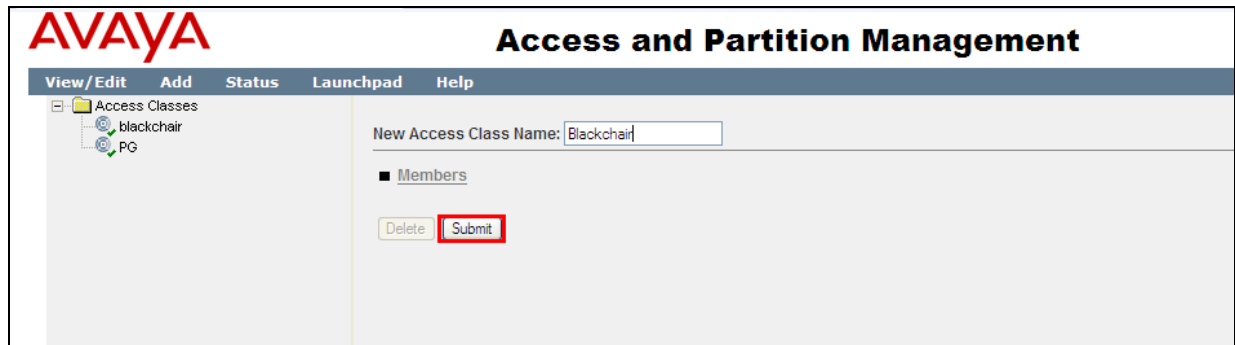 AVAYA
Access and Partition Management
View/Edit Add Status Launchpad Help
Access Classes
blackchair
PG
New Access Class Name: Blackchair
Members
Delete Submit